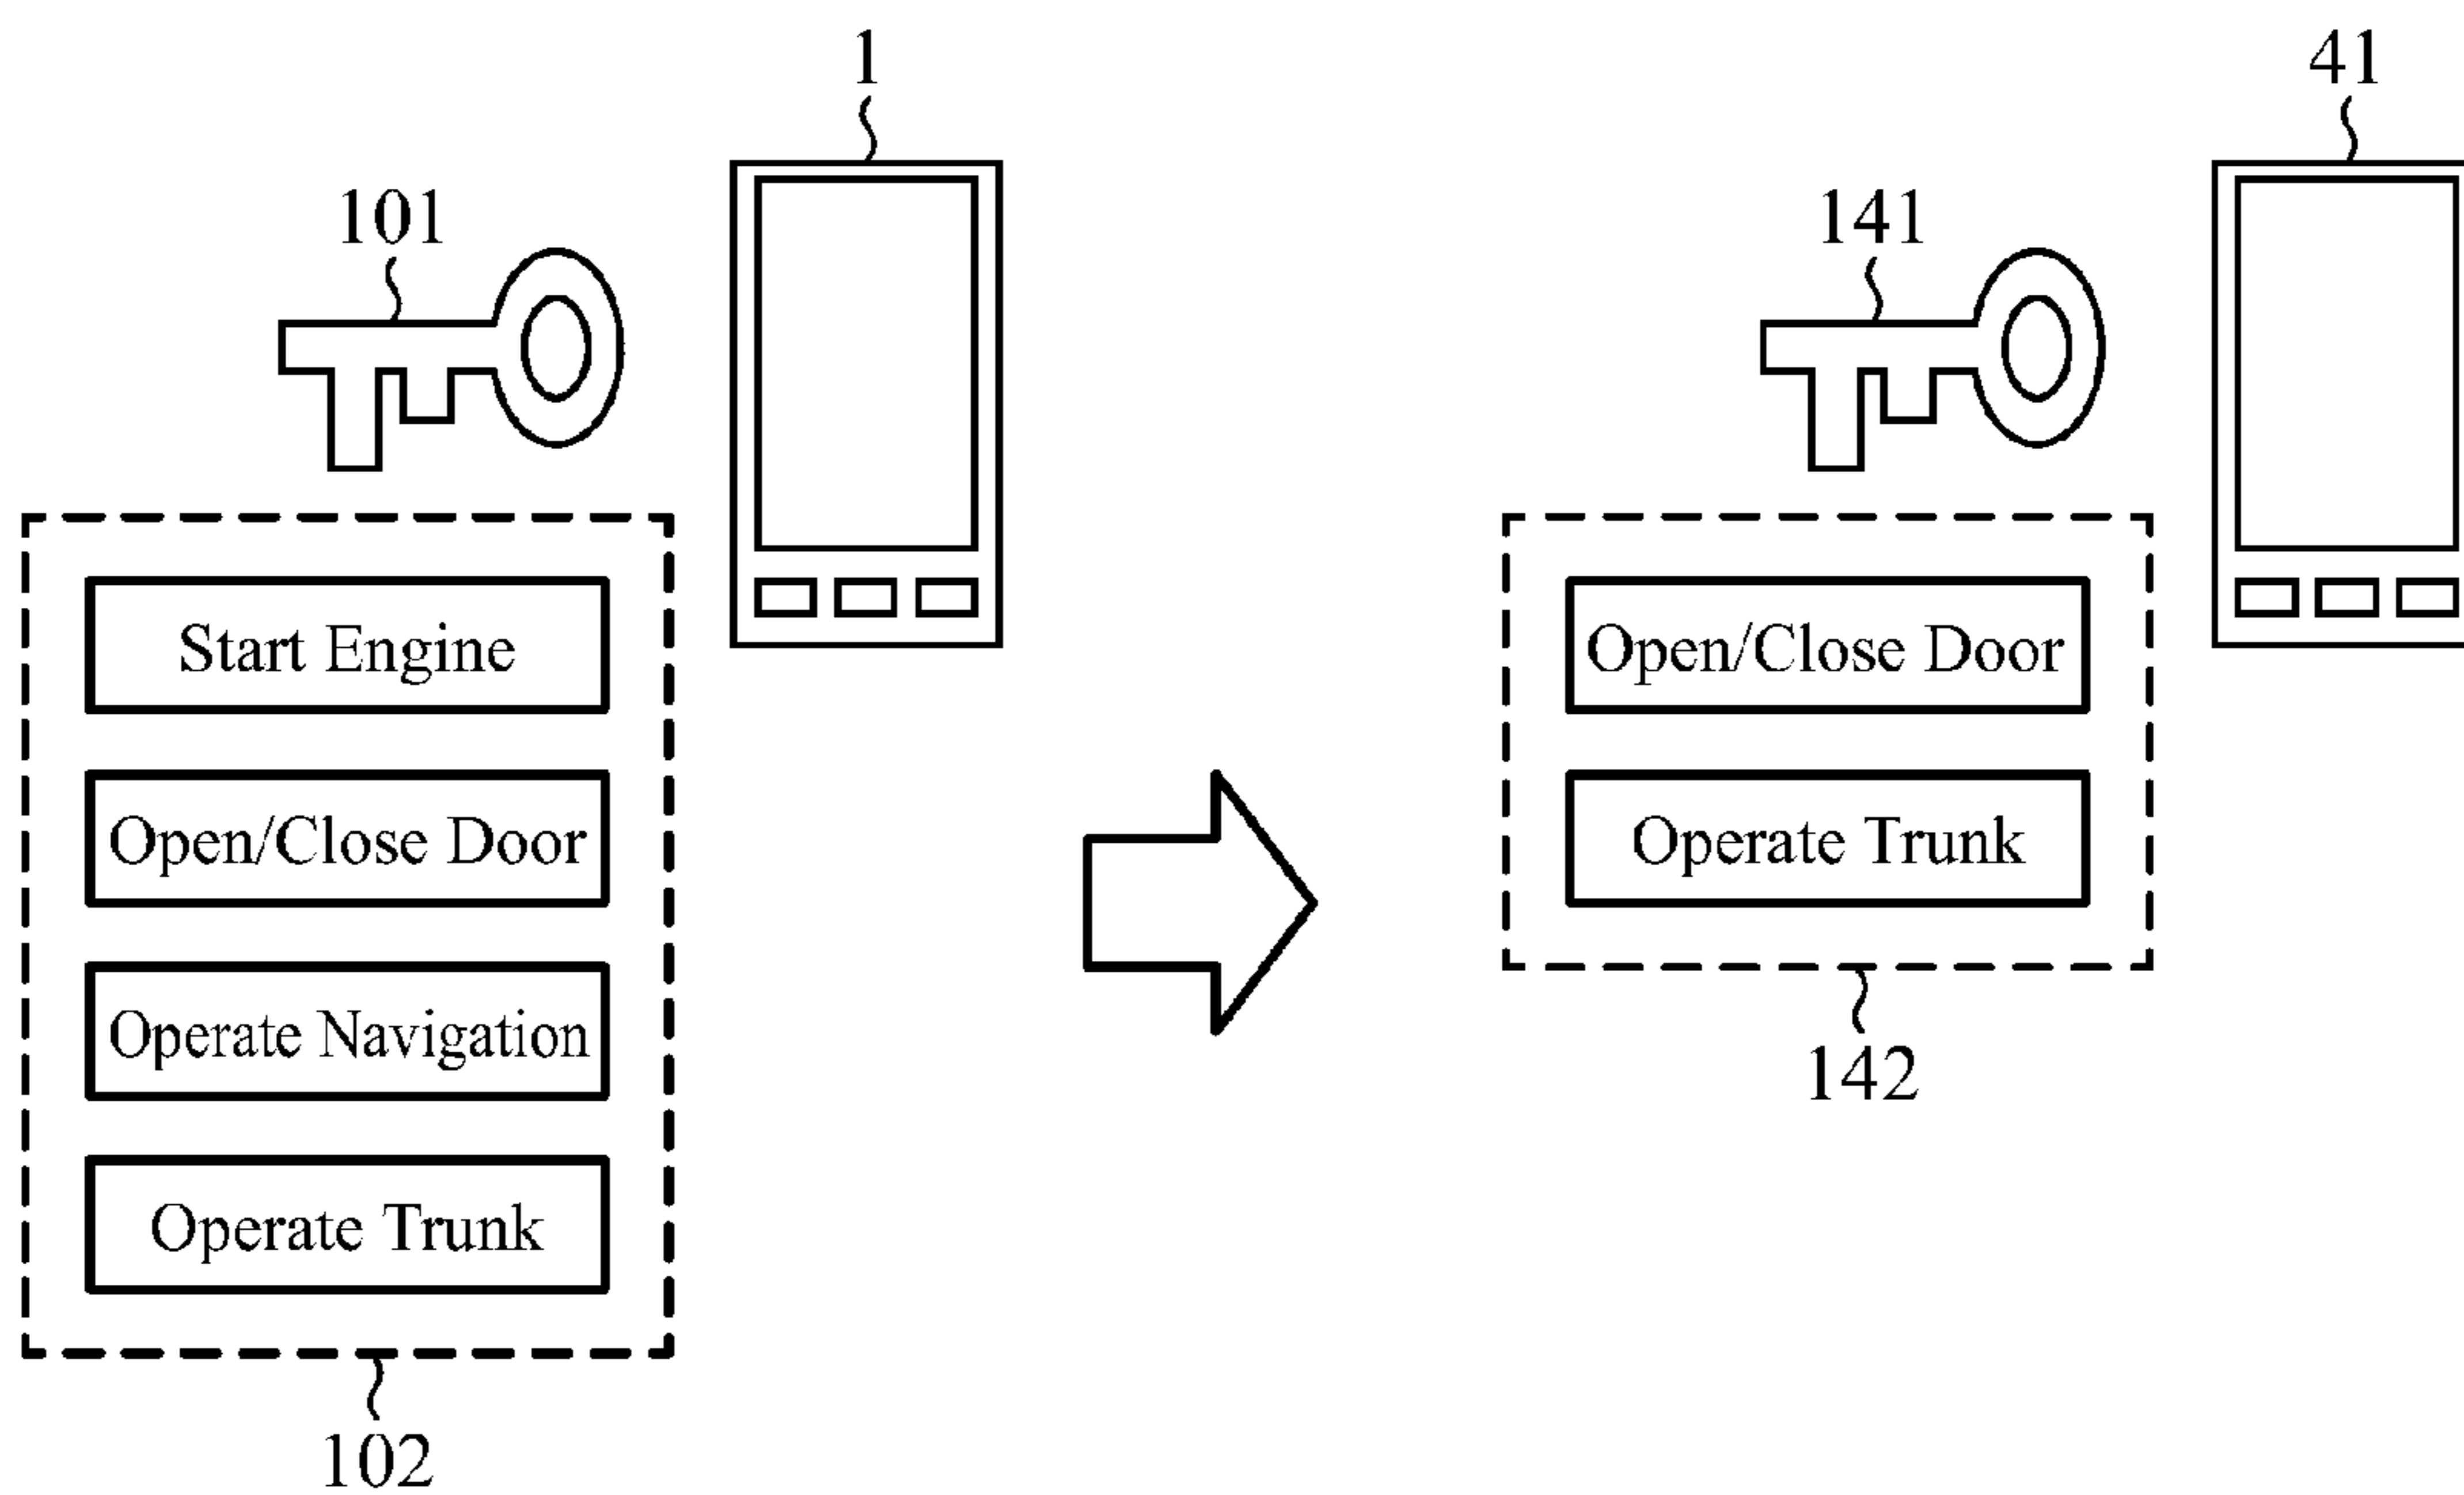 1
101
Start Engine
Open/Close Door
Operate Navigation
Operate Trunk
102
41
141
Open/Close Door
Operate Trunk
142